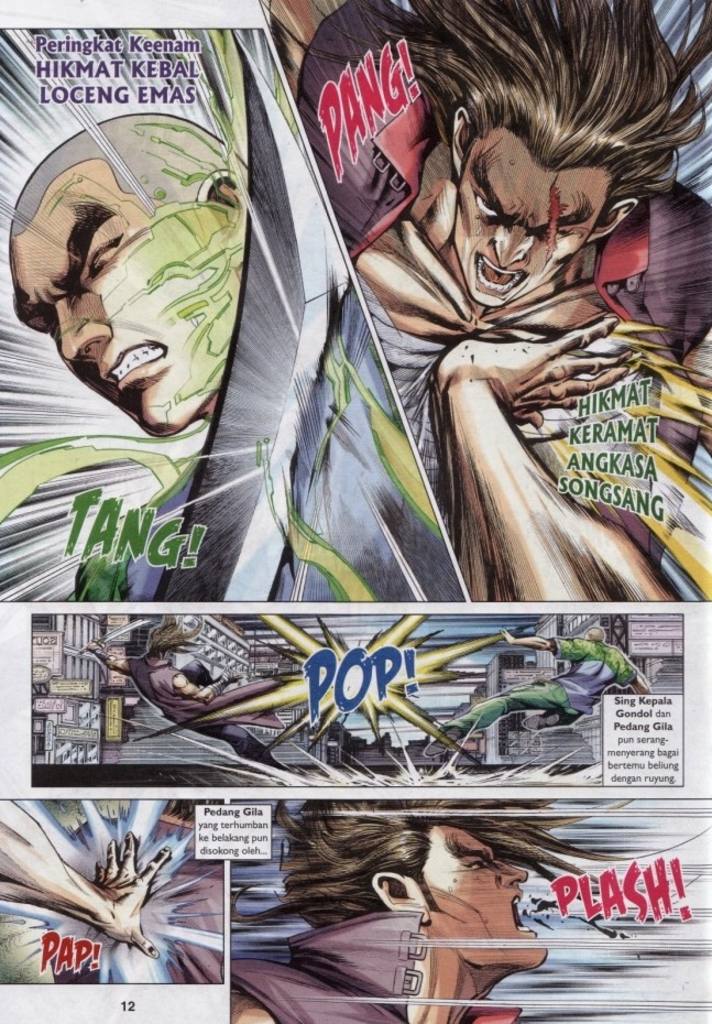 Peringkat Keenam
HIKMAT KEBAL
LOCENG EMAS
PANG!
HIKMAT
KERAMAT
ANGKASA
SONGSANG
TANG!
POP!
Sing Kepala
Gondol dan
Pedang Gila
pun serang-
menyerang bagai
bertemu beliung
dengan ruyung.
Pedang Gila
yang terhumban
ke belakang pun
disokong oleh...
PAP!
PLASH!
12